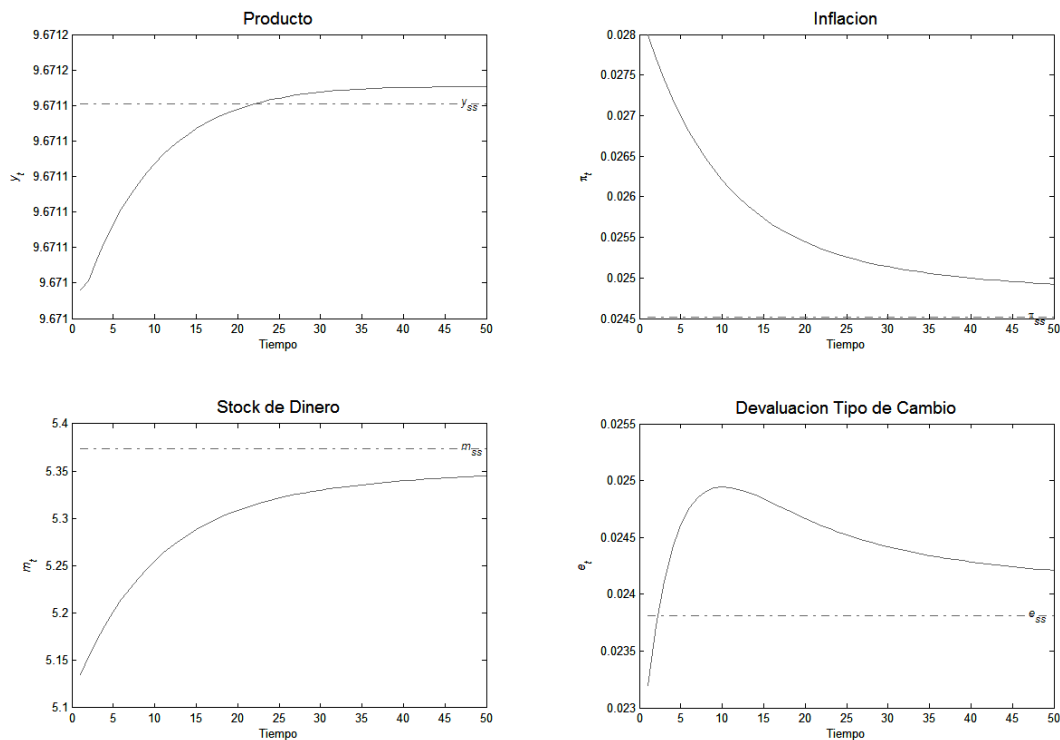 Producto
9.6712
9.6712
9.6711
9.6711
9.6711
9.6711
9.6711
9.671
9.671
y_t
y_ss
0 5 10 15 20 25 30 35 40 45 50
Tiempo
Inflacion
0.028
0.0275
0.027
0.0265
0.026
0.0255
0.025
0.0245
π_t
π_ss
0 5 10 15 20 25 30 35 40 45 50
Tiempo
Stock de Dinero
5.4
5.35
5.3
5.25
5.2
5.15
5.1
m_t
m_ss
0 5 10 15 20 25 30 35 40 45 50
Tiempo
Devaluacion Tipo de Cambio
0.0255
0.025
0.0245
0.024
0.0235
0.023
e_t
e_ss
0 5 10 15 20 25 30 35 40 45 50
Tiempo